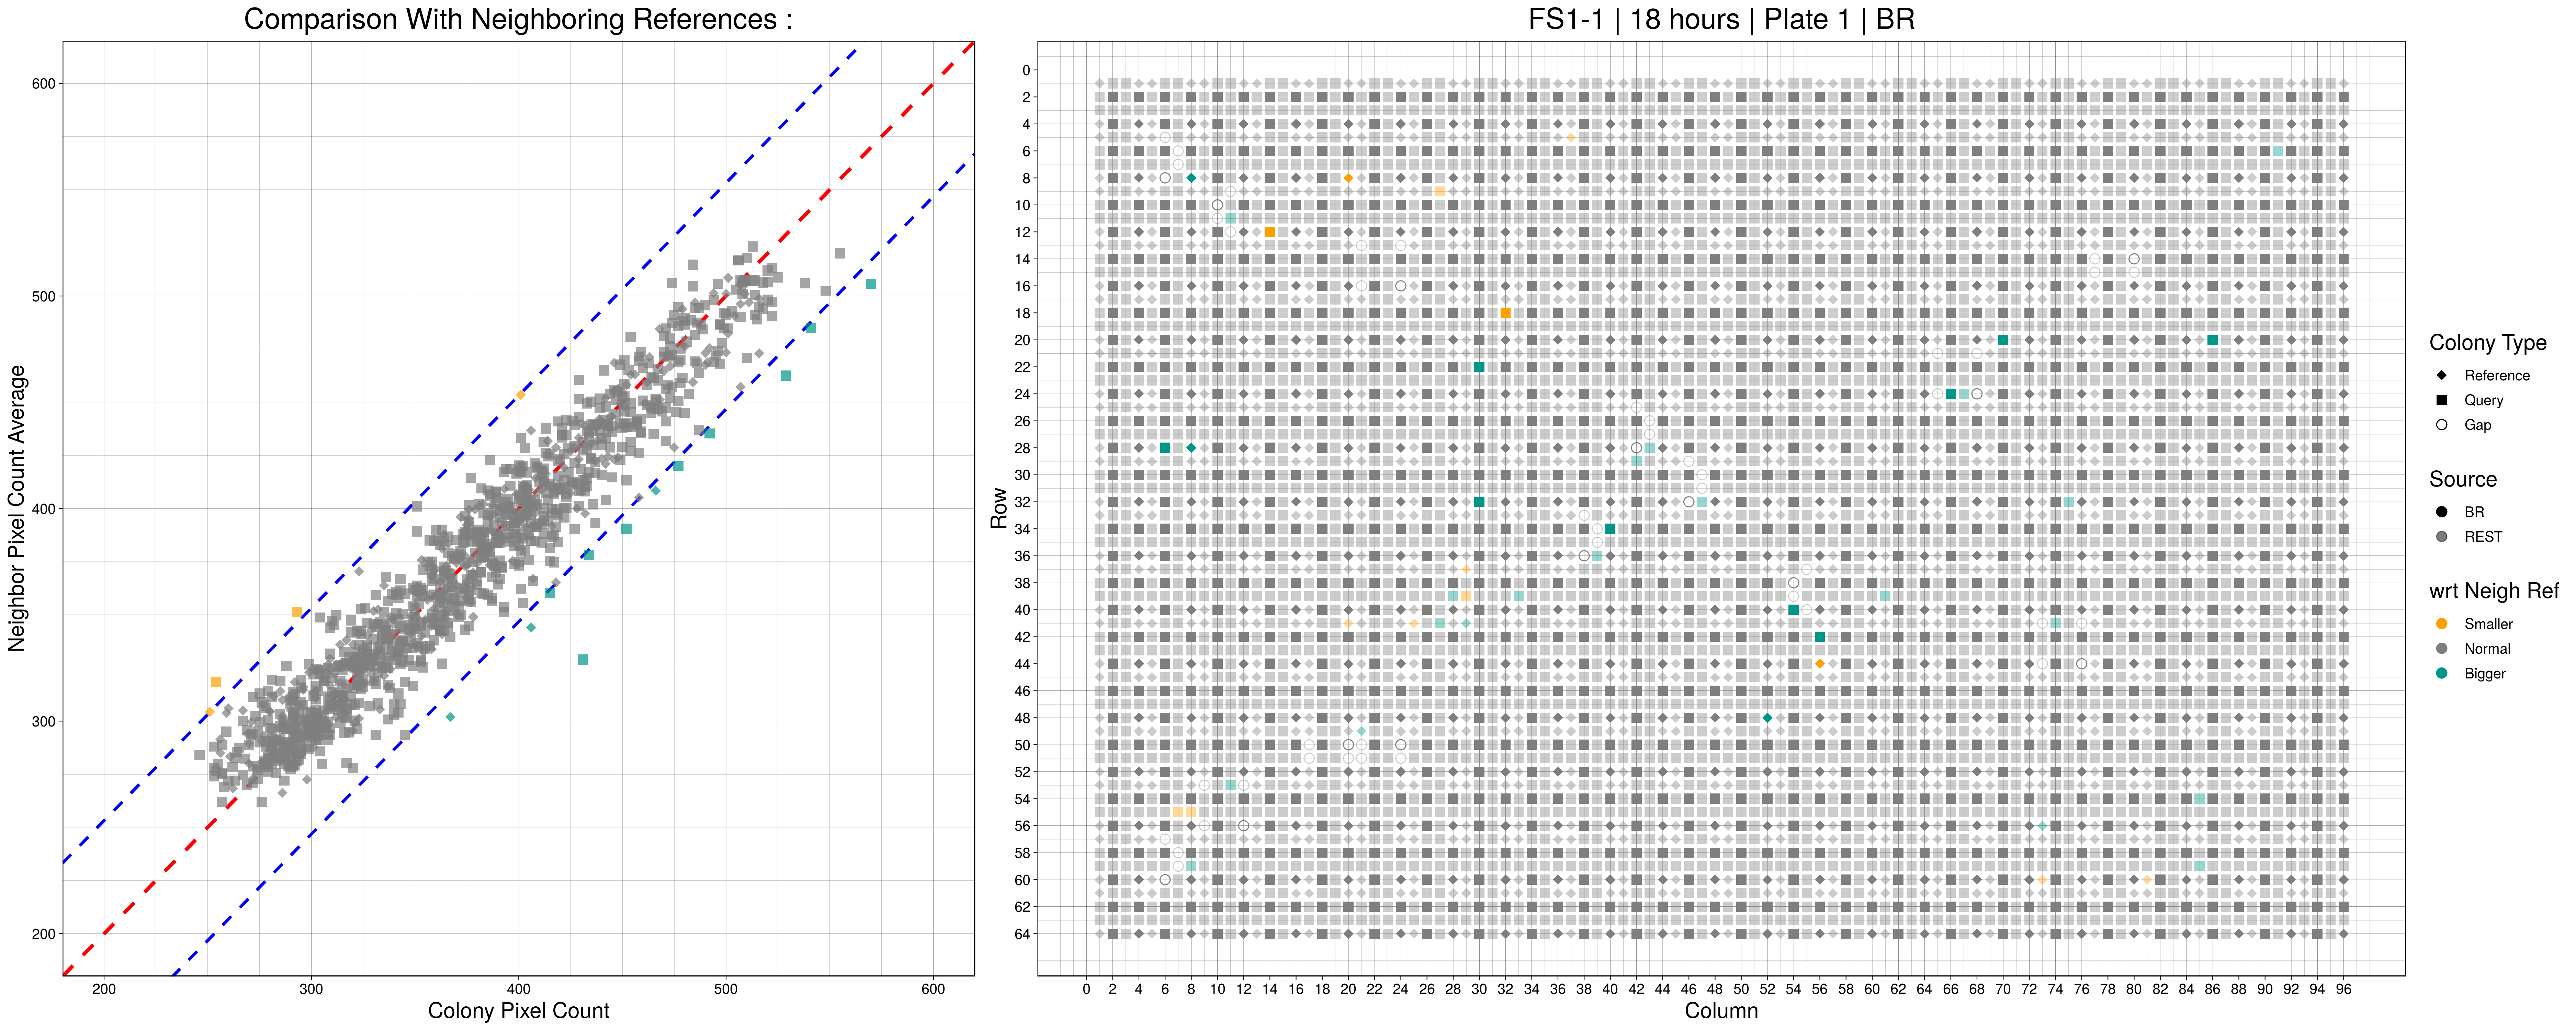 Comparison With Neighboring References :
600
500
400
300
200
Neighbor Pixel Count Average
200 300 400 500 600
Colony Pixel Count
FS1-1 | 18 hours | Plate 1 | BR
0
2
4
6
8
10
12
14
16
18
20
22
24
26
28
30
32
34
36
38
40
42
44
46
48
50
52
54
56
58
60
62
64
Row
0 2 4 6 8 10 12 14 16 18 20 22 24 26 28 30 32 34 36 38 40 42 44 46 48 50 52 54 56 58 60 62 64 66 68 70 72 74 76 78 80 82 84 86 88 90 92 94 96
Column
Colony Type
Reference
Query
Gap
Source
BR
REST
wrt Neigh Ref
Smaller
Normal
Bigger